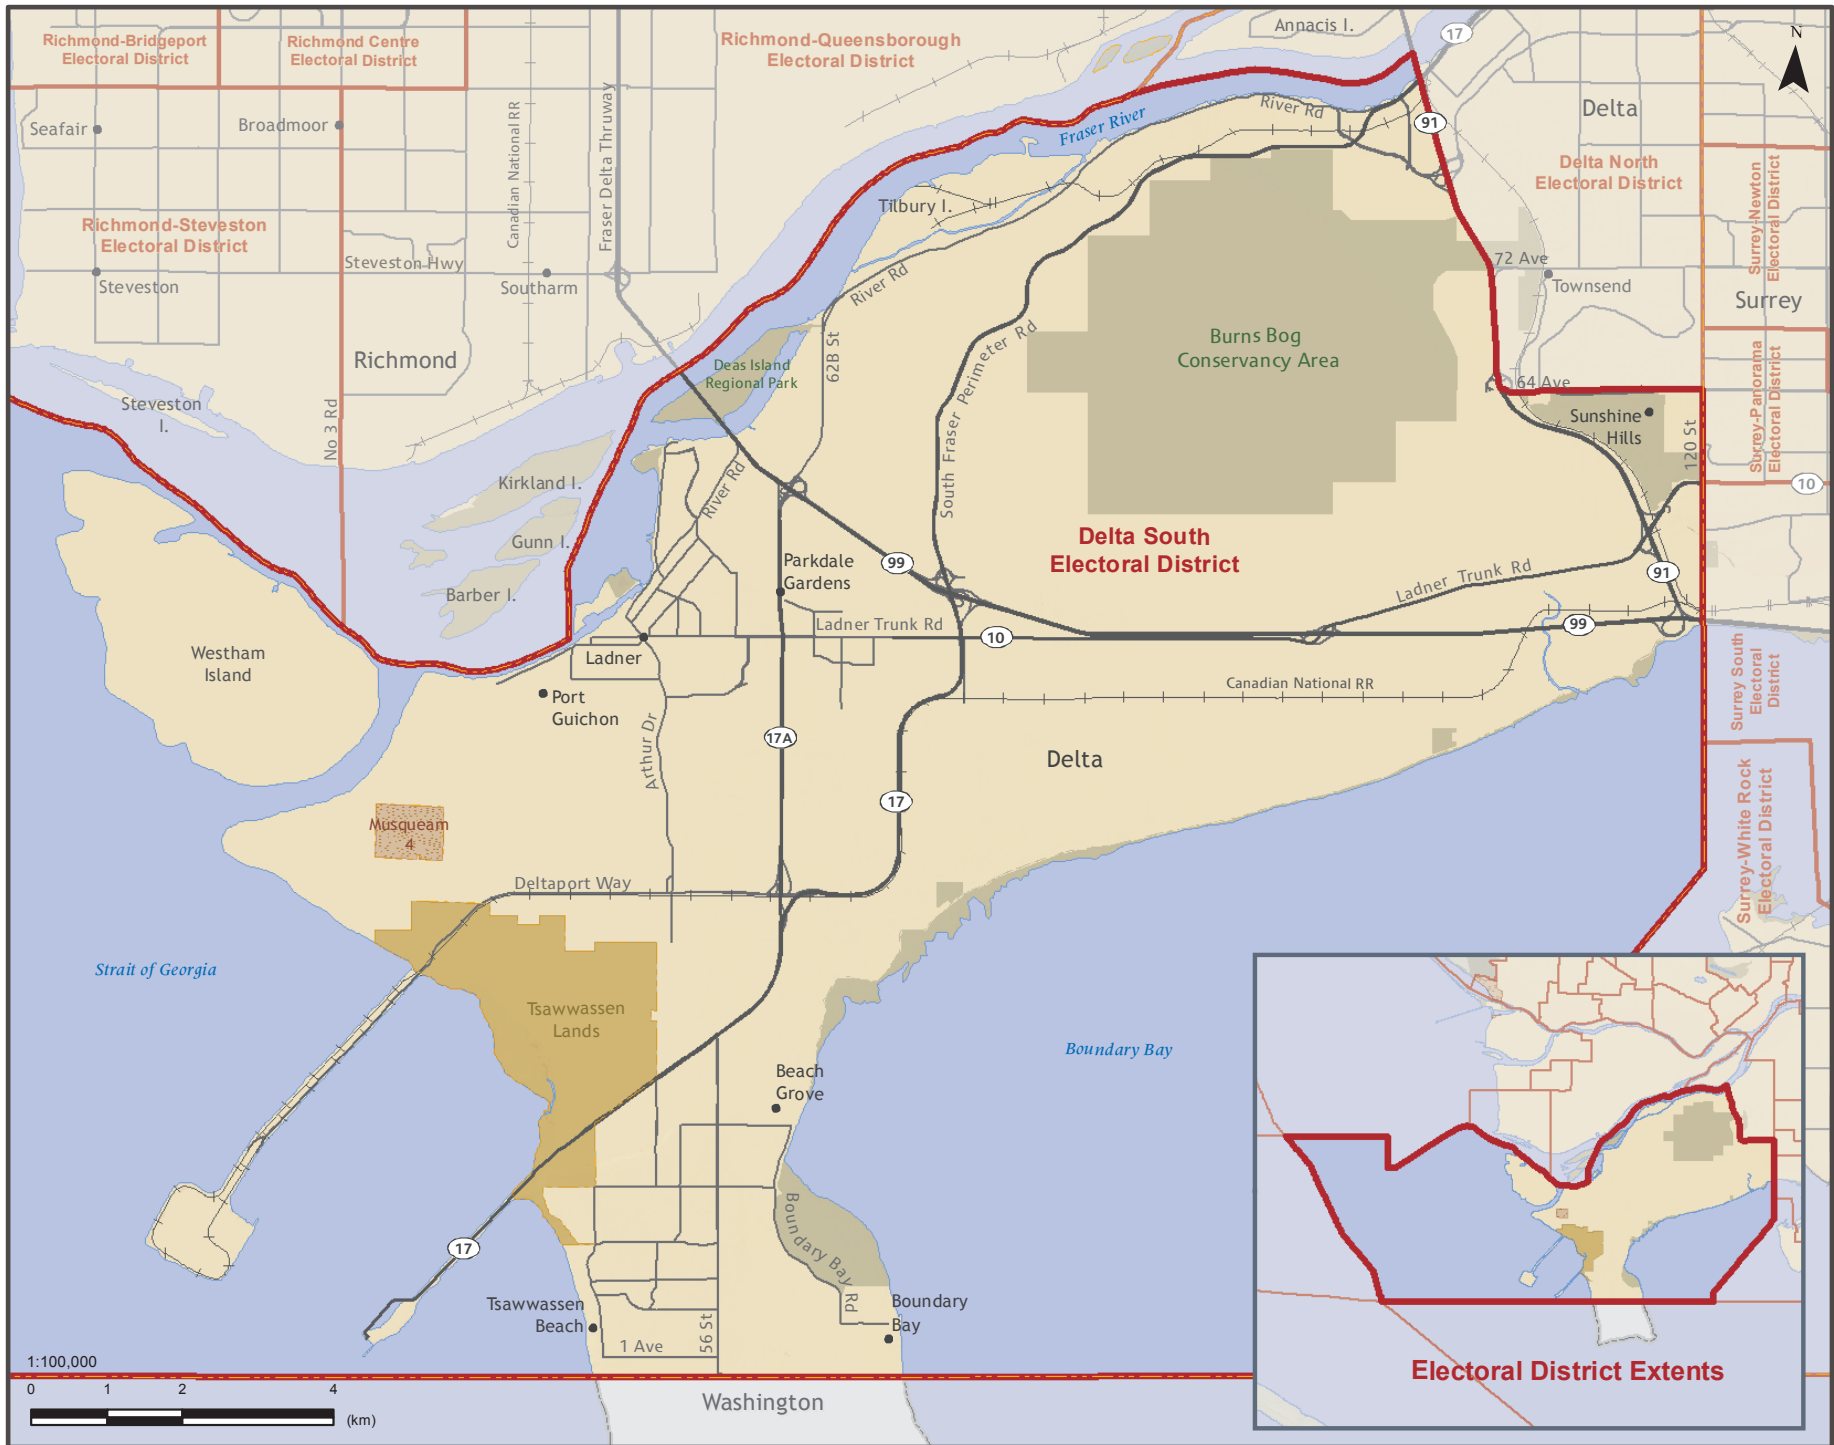 Richmond-Bridgeport
Electoral District
Richmond Centre
Electoral District
Richmond-Queensborough
Electoral District
Annacis I.
17
N
Seafair
Broadmoor
Canadian National RR
Fraser Delta Thruway
Fraser River
River Rd
91
Delta
Delta North
Electoral District
Surrey-Newton
Electoral District
Richmond-Steveston
Electoral District
Tilbury I.
Steveston Hwy
Steveston
Southarm
River Rd
72 Ave
Townsend
Surrey
Richmond
62B St
South Fraser Perimeter Rd
Burns Bog
Conservancy Area
Deas Island
Regional Park
64 Ave
Surrey-Panorama
Electoral District
Steveston
I.
No 3 Rd
Sunshine
Hills
120 St
10
Kirkland I.
River Rd
Gunn I.
Delta South
Electoral District
Parkdale
Gardens
99
Ladner Trunk Rd
91
Barber I.
Ladner Trunk Rd
10
99
Westham
Island
Ladner
Port
Guichon
Canadian National RR
Surrey South
Electoral
District
Arthur Dr
17A
Delta
17
Surrey-White Rock
Electoral District
Musqueam
4
Deltaport Way
Strait of Georgia
Tsawwassen
Lands
Boundary Bay
Beach
Grove
Boundary Bay Rd
17
Tsawwassen
Beach
Boundary
Bay
56 St
1 Ave
1:100,000
0 1 2 4
(km)
Washington
Electoral District Extents